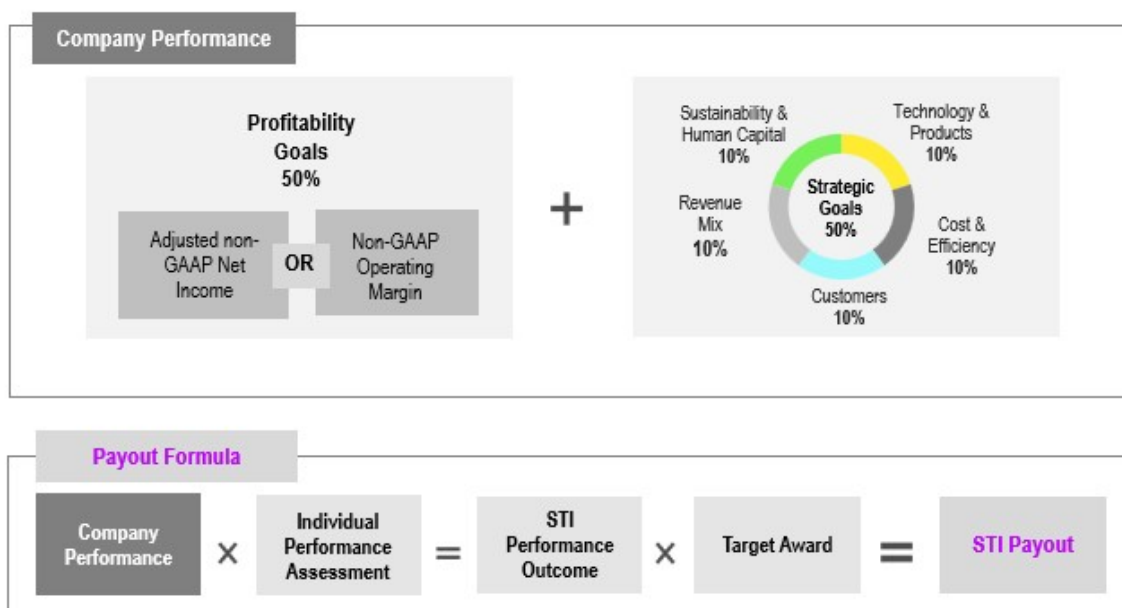 Company Performance
Profitability
Goals
50%
Adjusted non-
GAAP Net
Income
OR
Non-GAAP
Operating
Margin
+
Sustainability &
Human Capital
10%
Technology &
Products
10%
Revenue
Mix
10%
Strategic
Goals
50%
Cost &
Efficiency
10%
Customers
10%
Payout Formula
Company
Performance
×
Individual
Performance
Assessment
=
STI
Performance
Outcome
×
Target Award
=
STI Payout